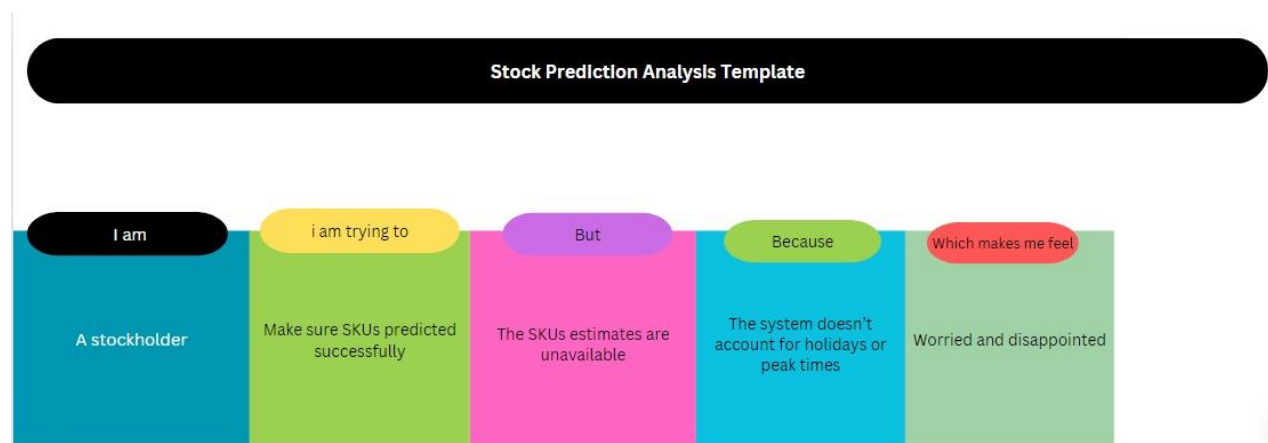 Stock Prediction Analysis Template
I am
i am trying to
But
Because
Which makes me feel
A stockholder
Make sure SKUs predicted
successfully
The SKUs estimates are
unavailable
The system doesn't
account for holidays or
peak times
Worried and disappointed